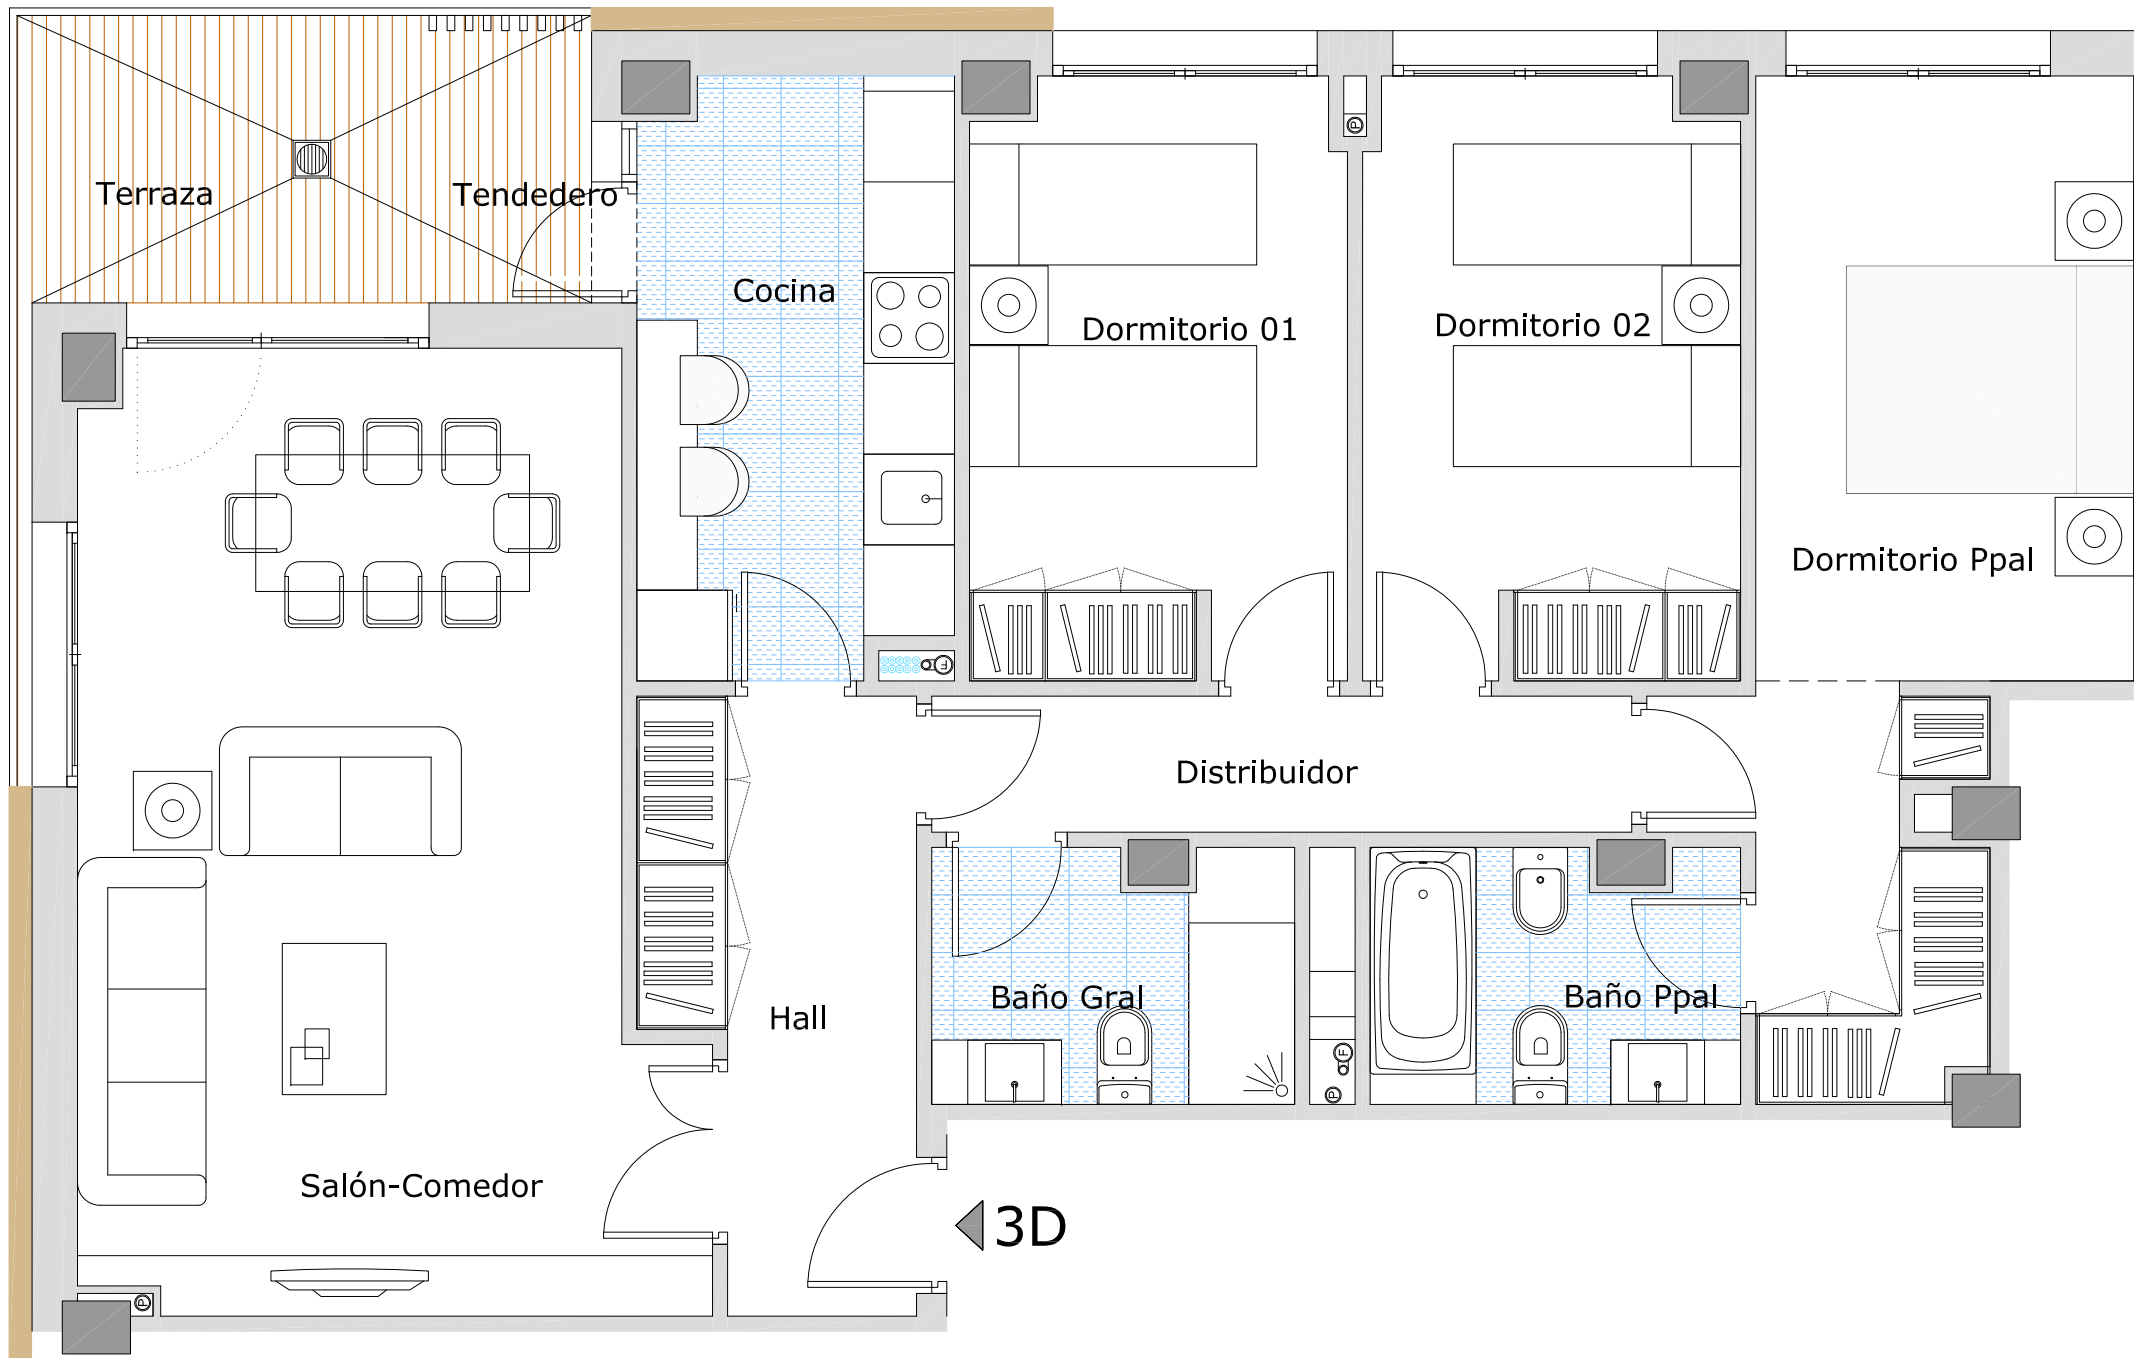 P
Terraza
Tendedero
Cocina
Dormitorio 01
Dormitorio 02
Dormitorio Ppal
F
Distribuidor
Baño Gral
Baño Ppal
Hall
F
P
Salón-Comedor
3D
P